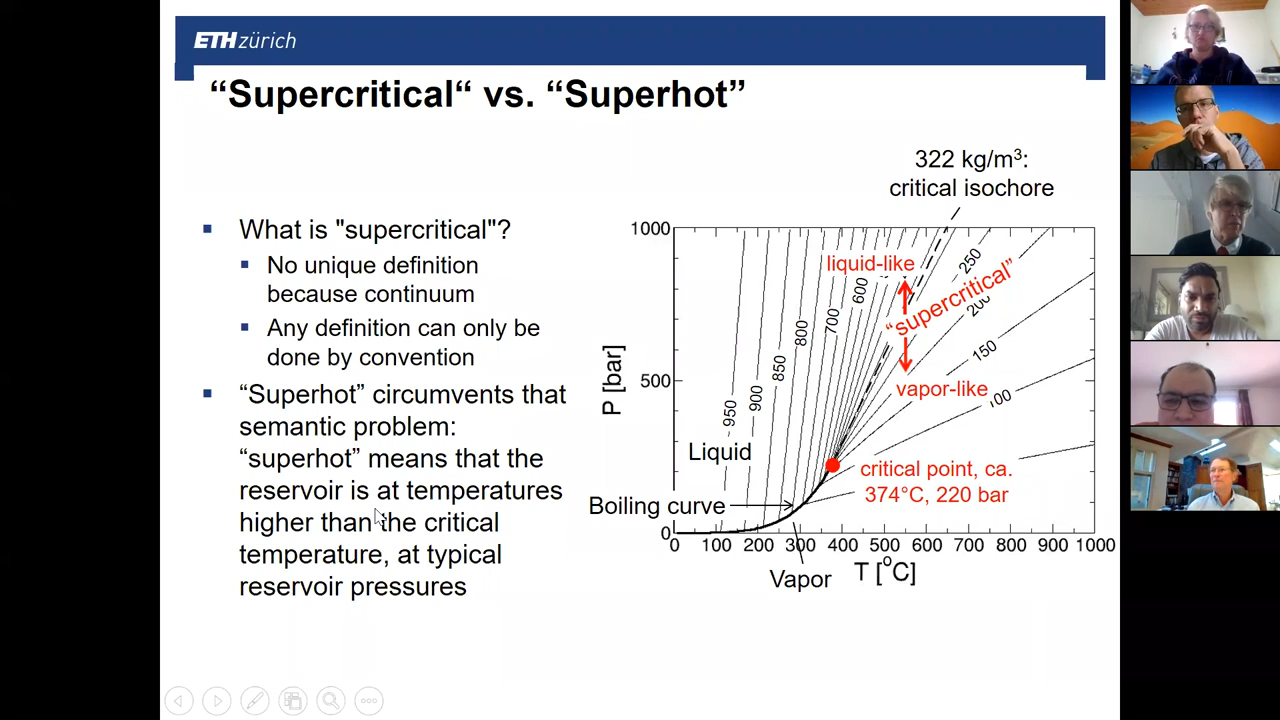 ETH zürich
“Supercritical“ vs. “Superhot”
322 kg/m³:
critical isochore
What is "supercritical"?
No unique definition
because continuum
Any definition can only be
done by convention
“Superhot” circumvents that
semantic problem:
“superhot” means that the
reservoir is at temperatures
higher than the critical
temperature, at typical
reservoir pressures
P [bar]
1000
500
0
950
900
850
800
700
600
250
200
150
100
liquid-like
“supercritical”
vapor-like
Liquid
critical point, ca.
374°C, 220 bar
Boiling curve
0 100 200 300 400 500 600 700 800 900 1000
Vapor
T [°C]